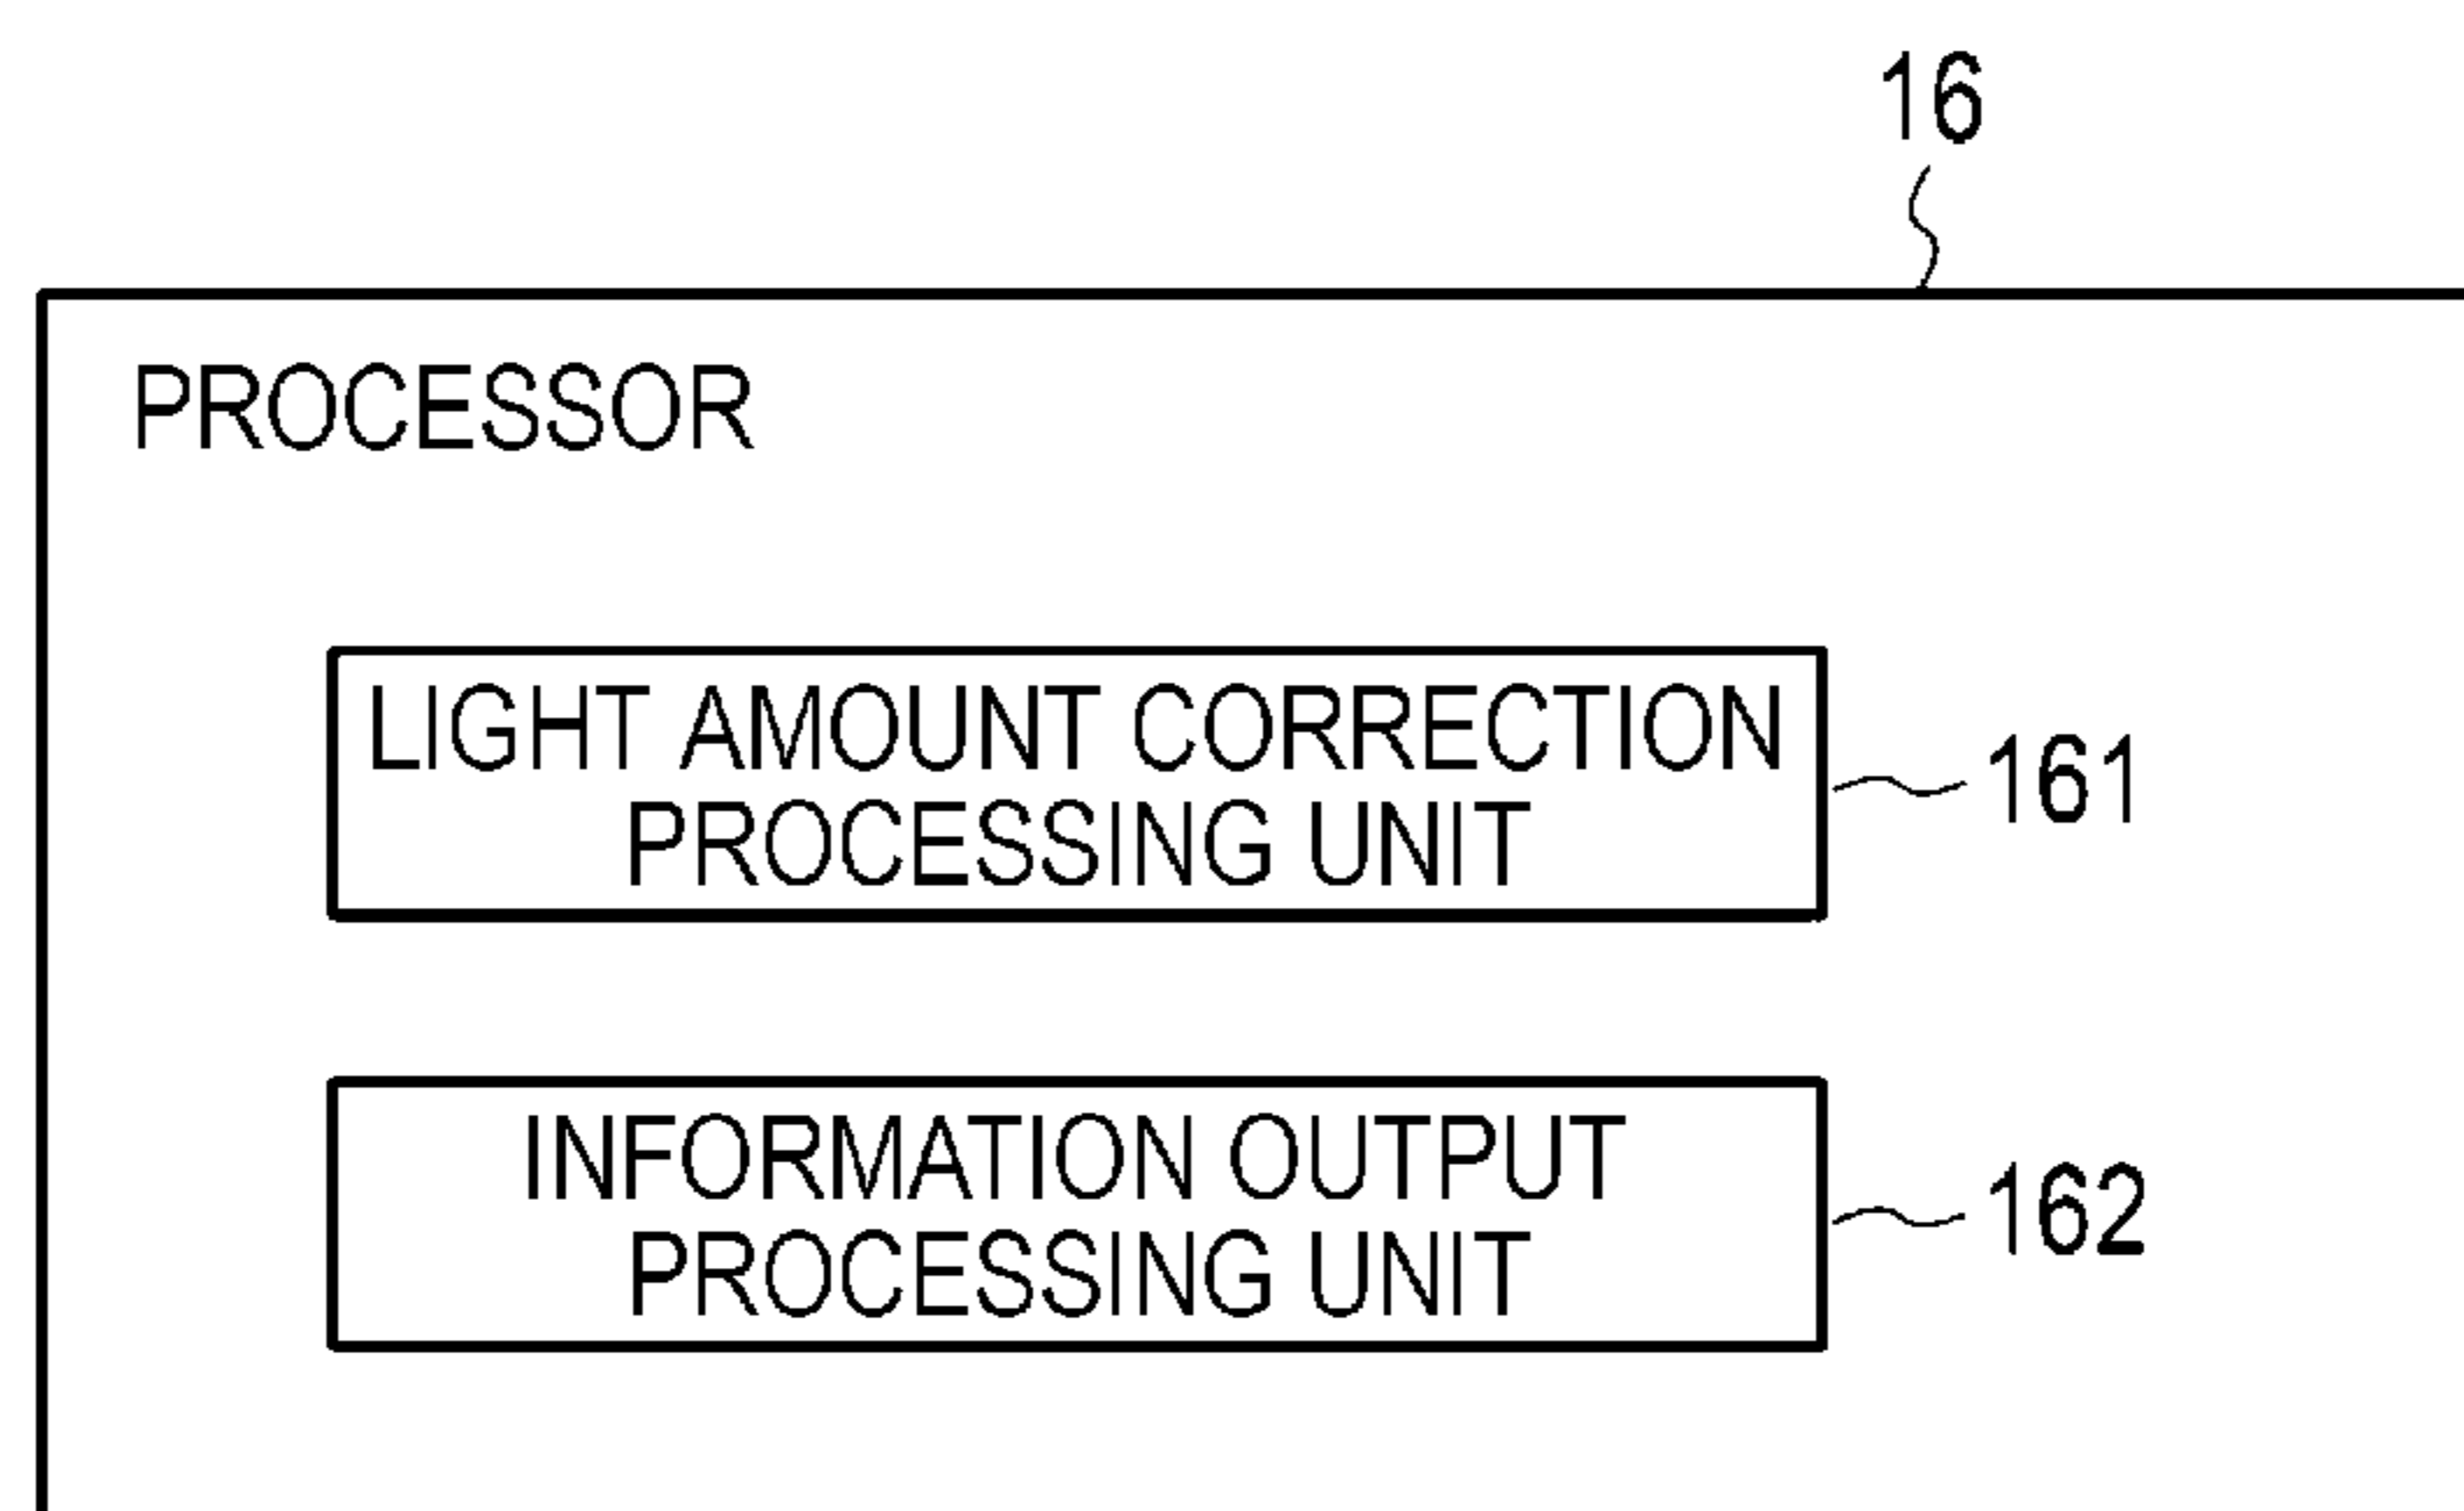 16
PROCESSOR
LIGHT AMOUNT CORRECTION
PROCESSING UNIT
161
INFORMATION OUTPUT
PROCESSING UNIT
162